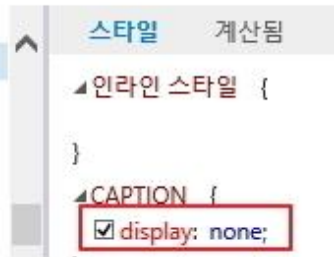 스타일 계산됨
인라인 스타일 {
}
CAPTION {
display: none;